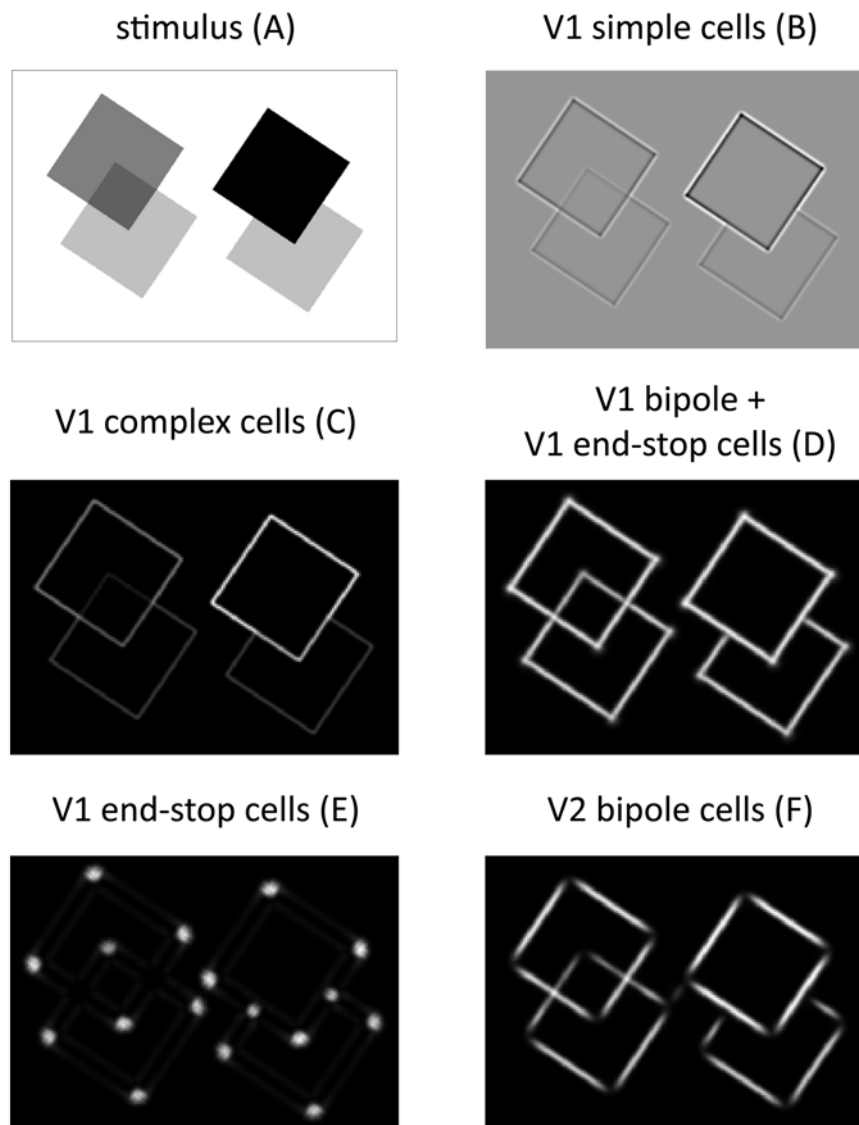 stimulus (A)
V1 simple cells (B)
V1 complex cells (C)
V1 bipole +
V1 end-stop cells (D)
V1 end-stop cells (E)
V2 bipole cells (F)